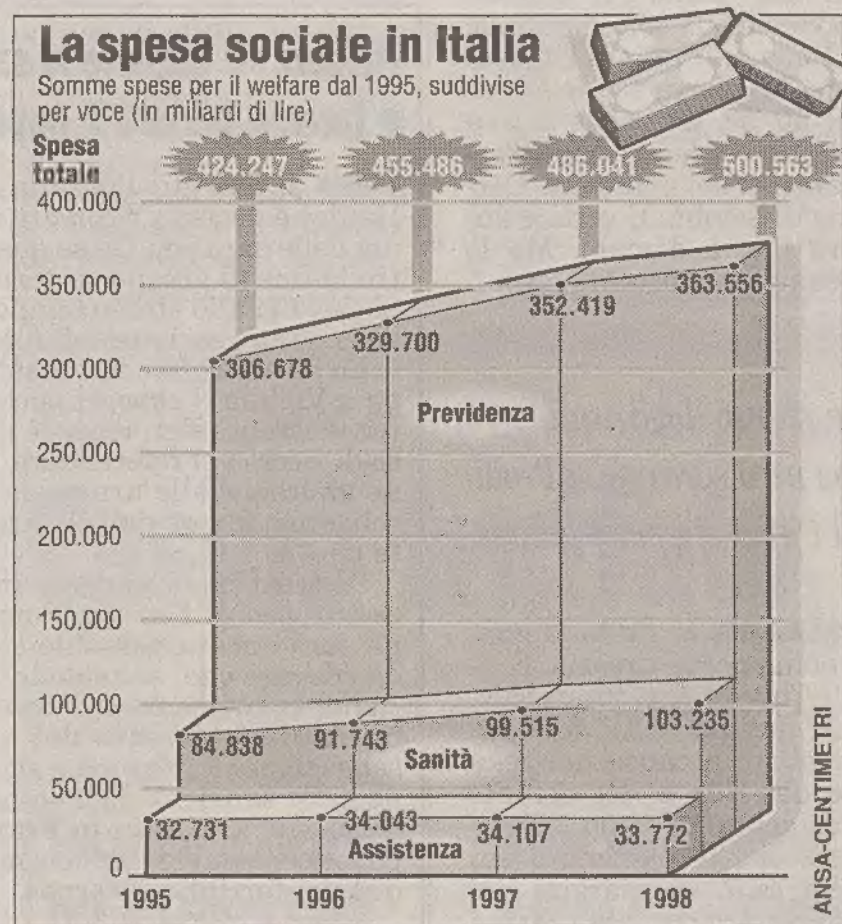 La spesa sociale in Italia
Somme spese per il welfare dal 1995, suddivise
per voce (in miliardi di lire)
Spesa
totale
424.247 455.486 486.041 500.563
400.000
350.000
300.000
250.000
200.000
150.000
100.000
50.000
0
306.678 329.700 352.419 363.556
Previdenza
84.838 91.743 99.515 103.235
Sanità
32.731 34.043 34.107 33.772
Assistenza
1995 1996 1997 1998
ANSA-CENTIMETRI